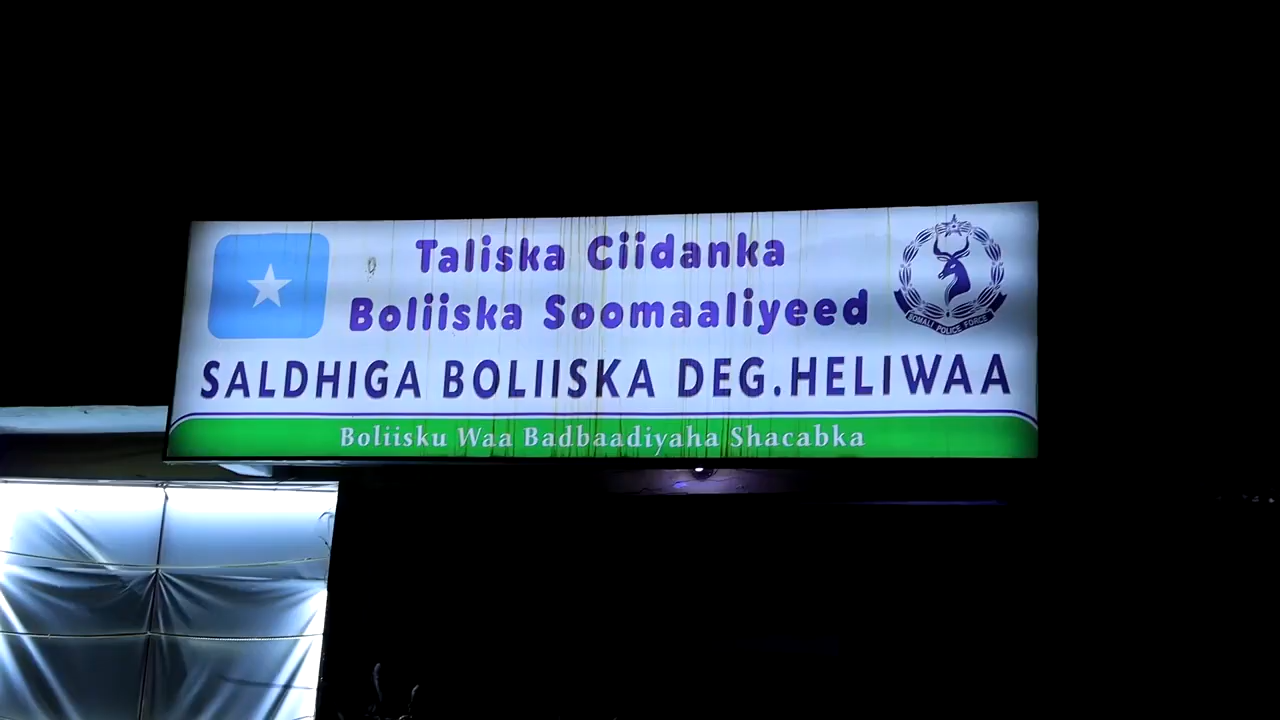 Taliska Ciidanka
Boliiska Soomaaliyeed
SOMALI POLICE FORCE
SALDHIGA BOLIISKA DEG.HELIWAA
Boliisku Waa Badbaadiyaha Shacabka